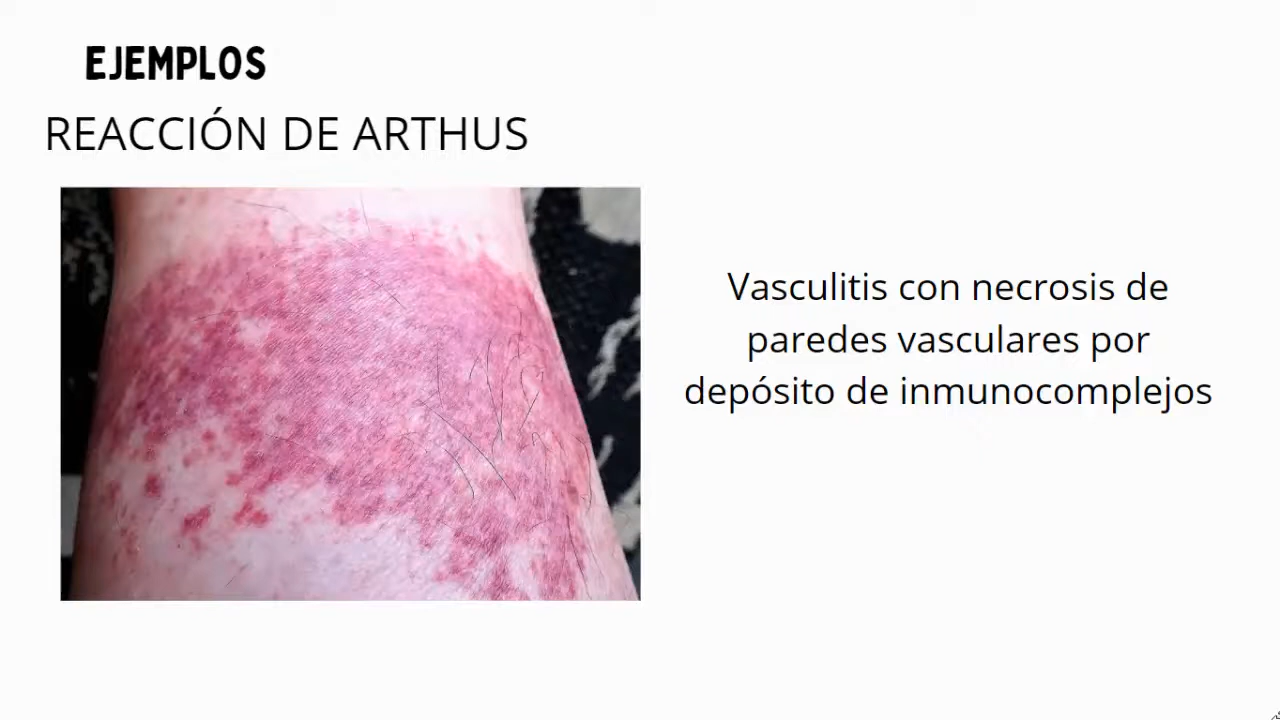 EJEMPLOS
REACCIÓN DE ARTHUS
Vasculitis con necrosis de
paredes vasculares por
depósito de inmunocomplejos